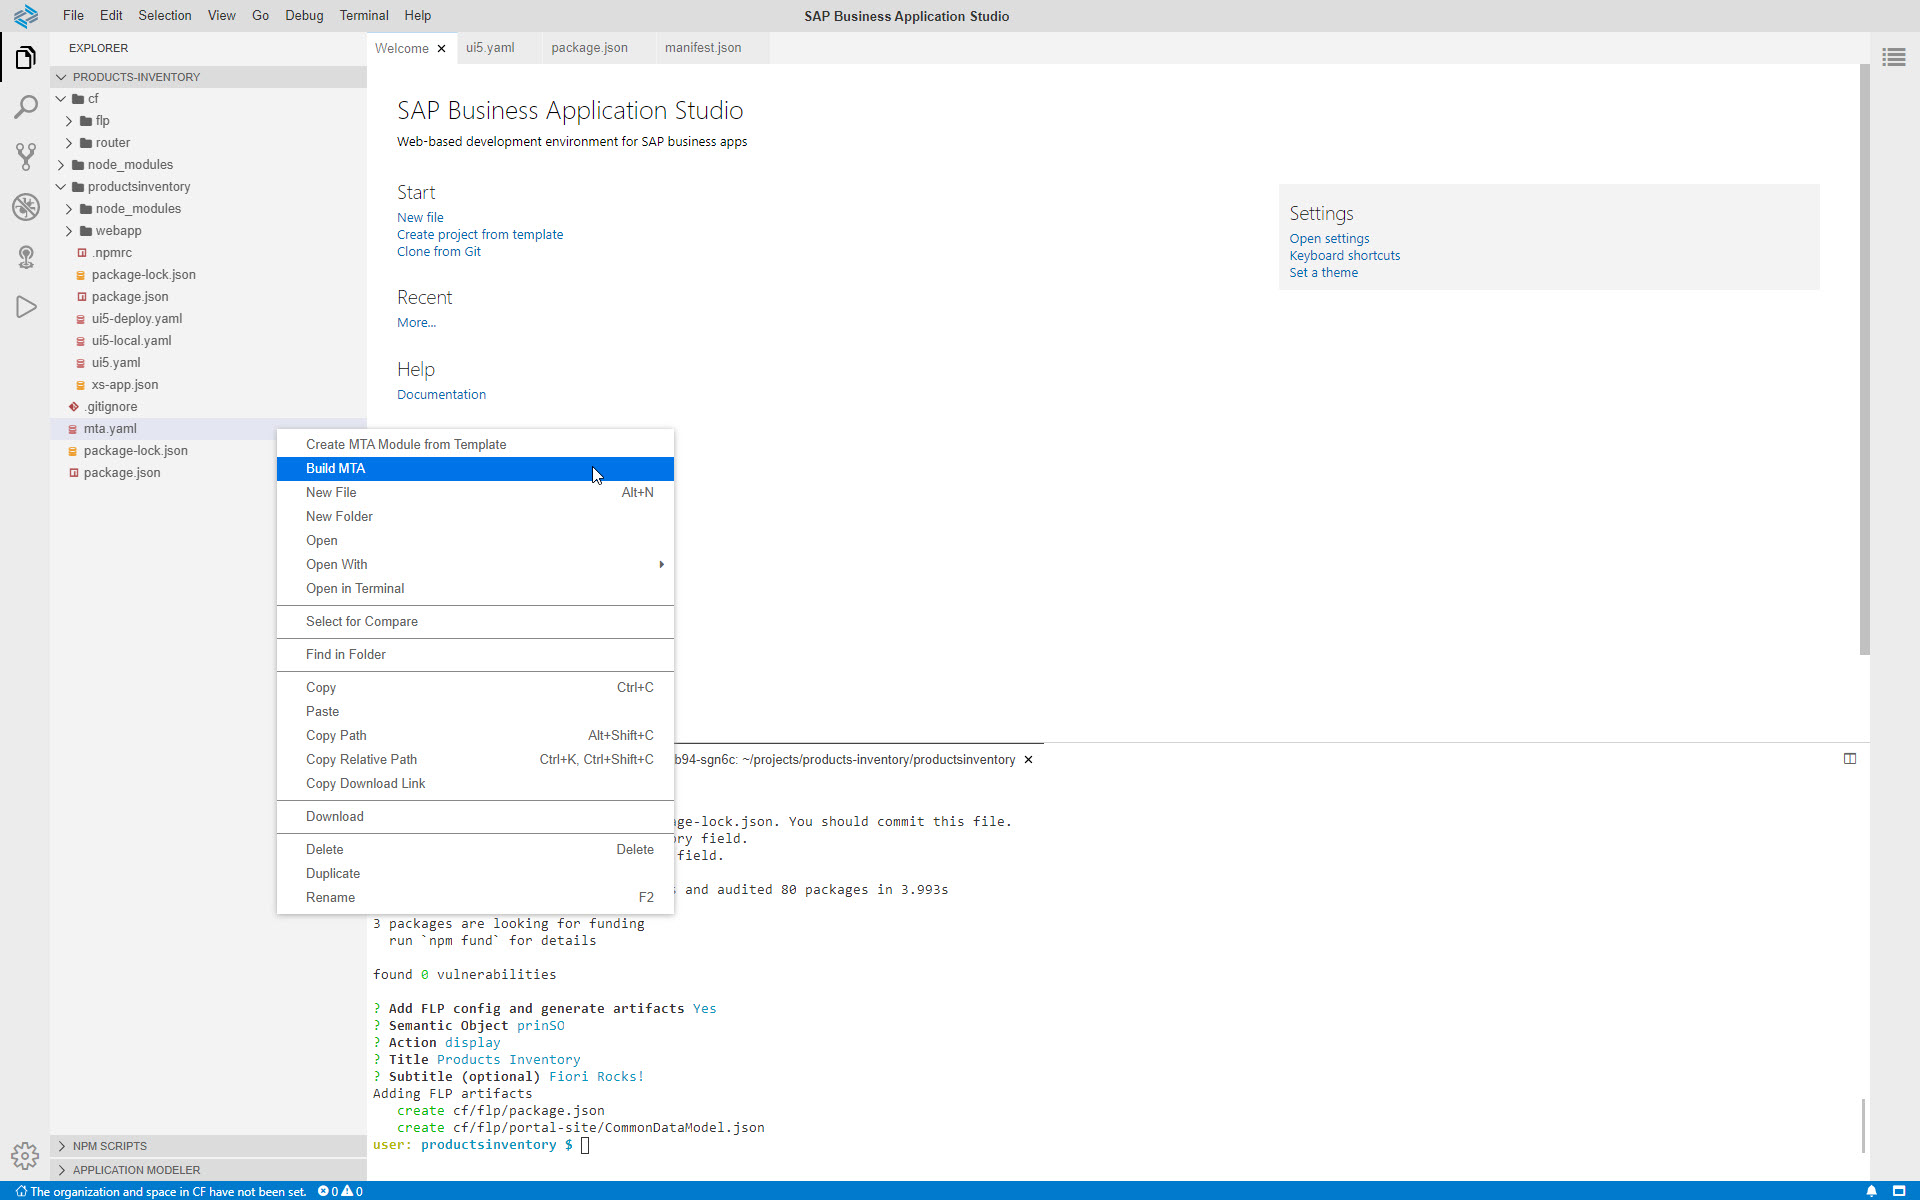 File Edit Selection View Go Debug Terminal Help
SAP Business Application Studio
EXPLORER
PRODUCTS-INVENTORY
cf
flp
router
node_modules
productsinventory
node_modules
webapp
.npmrc
package-lock.json
package.json
ui5-deploy.yaml
ui5-local.yaml
ui5.yaml
xs-app.json
.gitignore
mta.yaml
package-lock.json
package.json
NPM SCRIPTS
APPLICATION MODELER
Welcome ui5.yaml package.json manifest.json
SAP Business Application Studio
Web-based development environment for SAP business apps
Start
New file
Create project from template
Clone from Git
Recent
More...
Help
Documentation
Settings
Open settings
Keyboard shortcuts
Set a theme
Create MTA Module from Template
Build MTA
New File Alt+N
New Folder
Open
Open With
Open in Terminal
Select for Compare
Find in Folder
Copy Ctrl+C
Paste
Copy Path Alt+Shift+C
Copy Relative Path Ctrl+K, Ctrl+Shift+C
Copy Download Link
Download
Delete Delete
Duplicate
Rename F2
b94-sgn6c: ~/projects/products-inventory/productsinventory
ge-lock.json. You should commit this file.
ry field.
field.
and audited 80 packages in 3.993s
3 packages are looking for funding
run `npm fund` for details
found 0 vulnerabilities
? Add FLP config and generate artifacts Yes
? Semantic Object prinSO
? Action display
? Title Products Inventory
? Subtitle (optional) Fiori Rocks!
Adding FLP artifacts
create cf/flp/package.json
create cf/flp/portal-site/CommonDataModel.json
user: productsinventory $
The organization and space in CF have not been set. 0 0